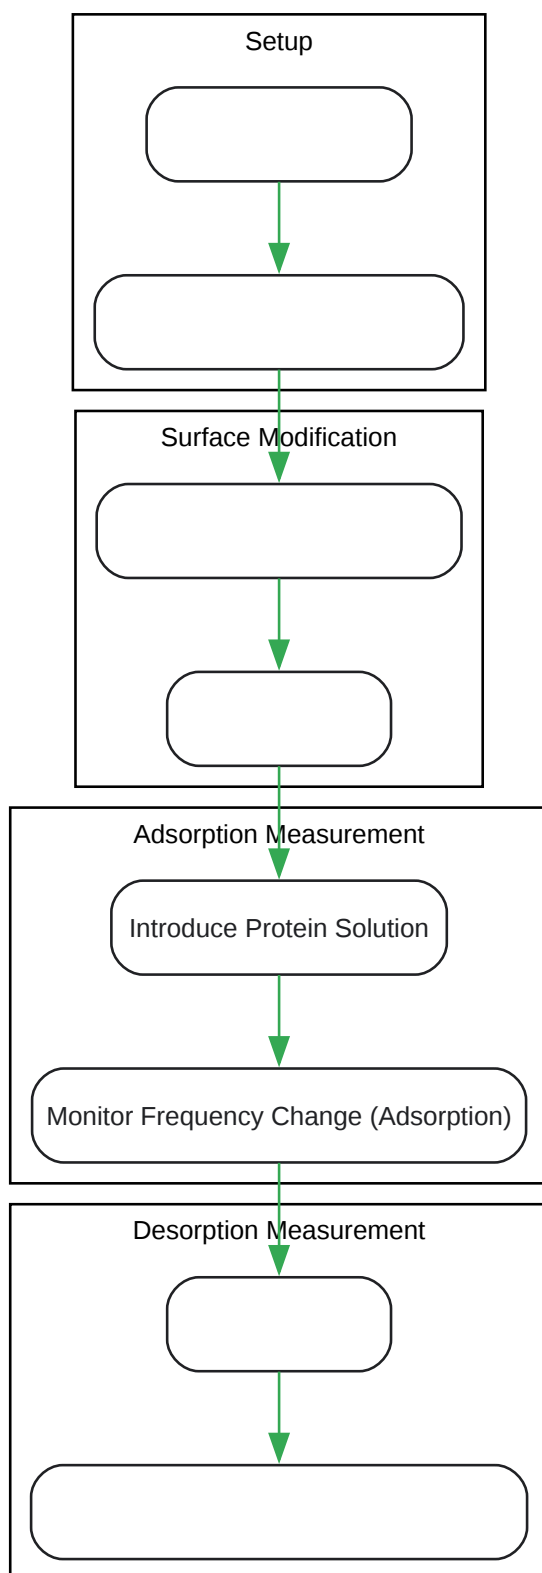 Setup
Surface Modification
Adsorption Measurement
Introduce Protein Solution
Monitor Frequency Change (Adsorption)
Desorption Measurement